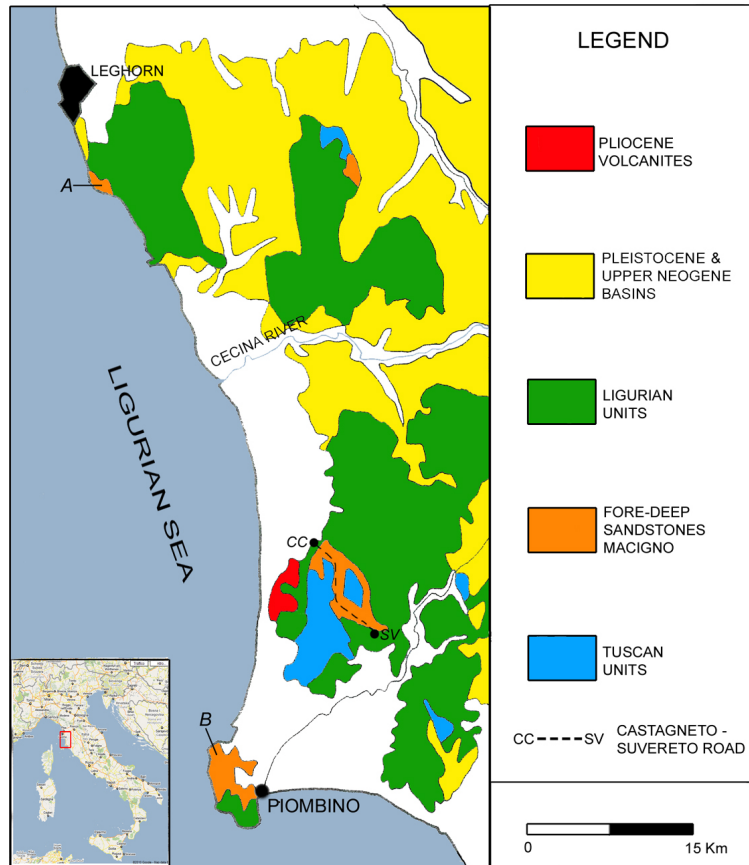 LEGHORN
A
CECINA RIVER
LIGURIAN SEA
CC
SV
B
PIOMBINO
LEGEND
PLIOCENE
VOLCANITES
PLEISTOCENE &
UPPER NEOGENE
BASINS
LIGURIAN
UNITS
FORE-DEEP
SANDSTONES
MACIGNO
TUSCAN
UNITS
CC SV CASTAGNETO -
SUVERETO ROAD
0 15 Km